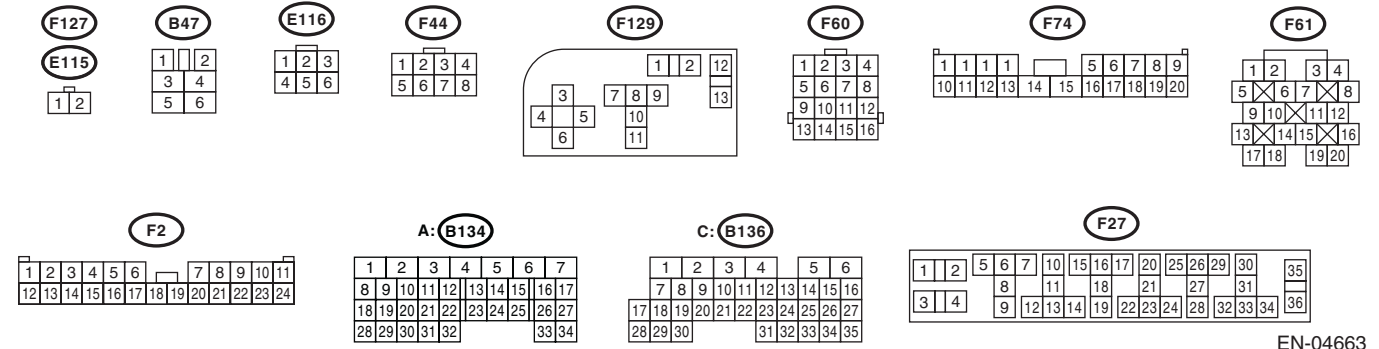 F127 B47 E116 F44 F129 F60 F74 F61
E115
1 2
1 2
3 4
5 6
1 2 3
4 5 6
1 2 3 4
5 6 7 8
1 2 12
3 7 8 9 13
4 5 10
6 11
1 2 3 4
5 6 7 8
9 10 11 12
13 14 15 16
1 1 1 1 5 6 7 8 9
10 11 12 13 14 15 16 17 18 19 20
1 2 3 4
5 6 7 8
9 10 11 12
13 14 15 16
17 18 19 20
F2 A: B134 C: B136 F27
1 2 3 4 5 6 7 8 9 10 11
12 13 14 15 16 17 18 19 20 21 22 23 24
1 2 3 4 5 6 7
8 9 10 11 12 13 14 15 16 17
18 19 20 21 22 23 24 25 26 27
28 29 30 31 32 33 34
1 2 3 4 5 6
7 8 9 10 11 12 13 14 15 16
17 18 19 20 21 22 23 24 25 26 27
28 29 30 31 32 33 34 35
1 2 5 6 7 10 15 16 17 20 25 26 29 30 35
8 11 18 21 27 31
3 4 9 12 13 14 19 22 23 24 28 32 33 34 36
EN-04663